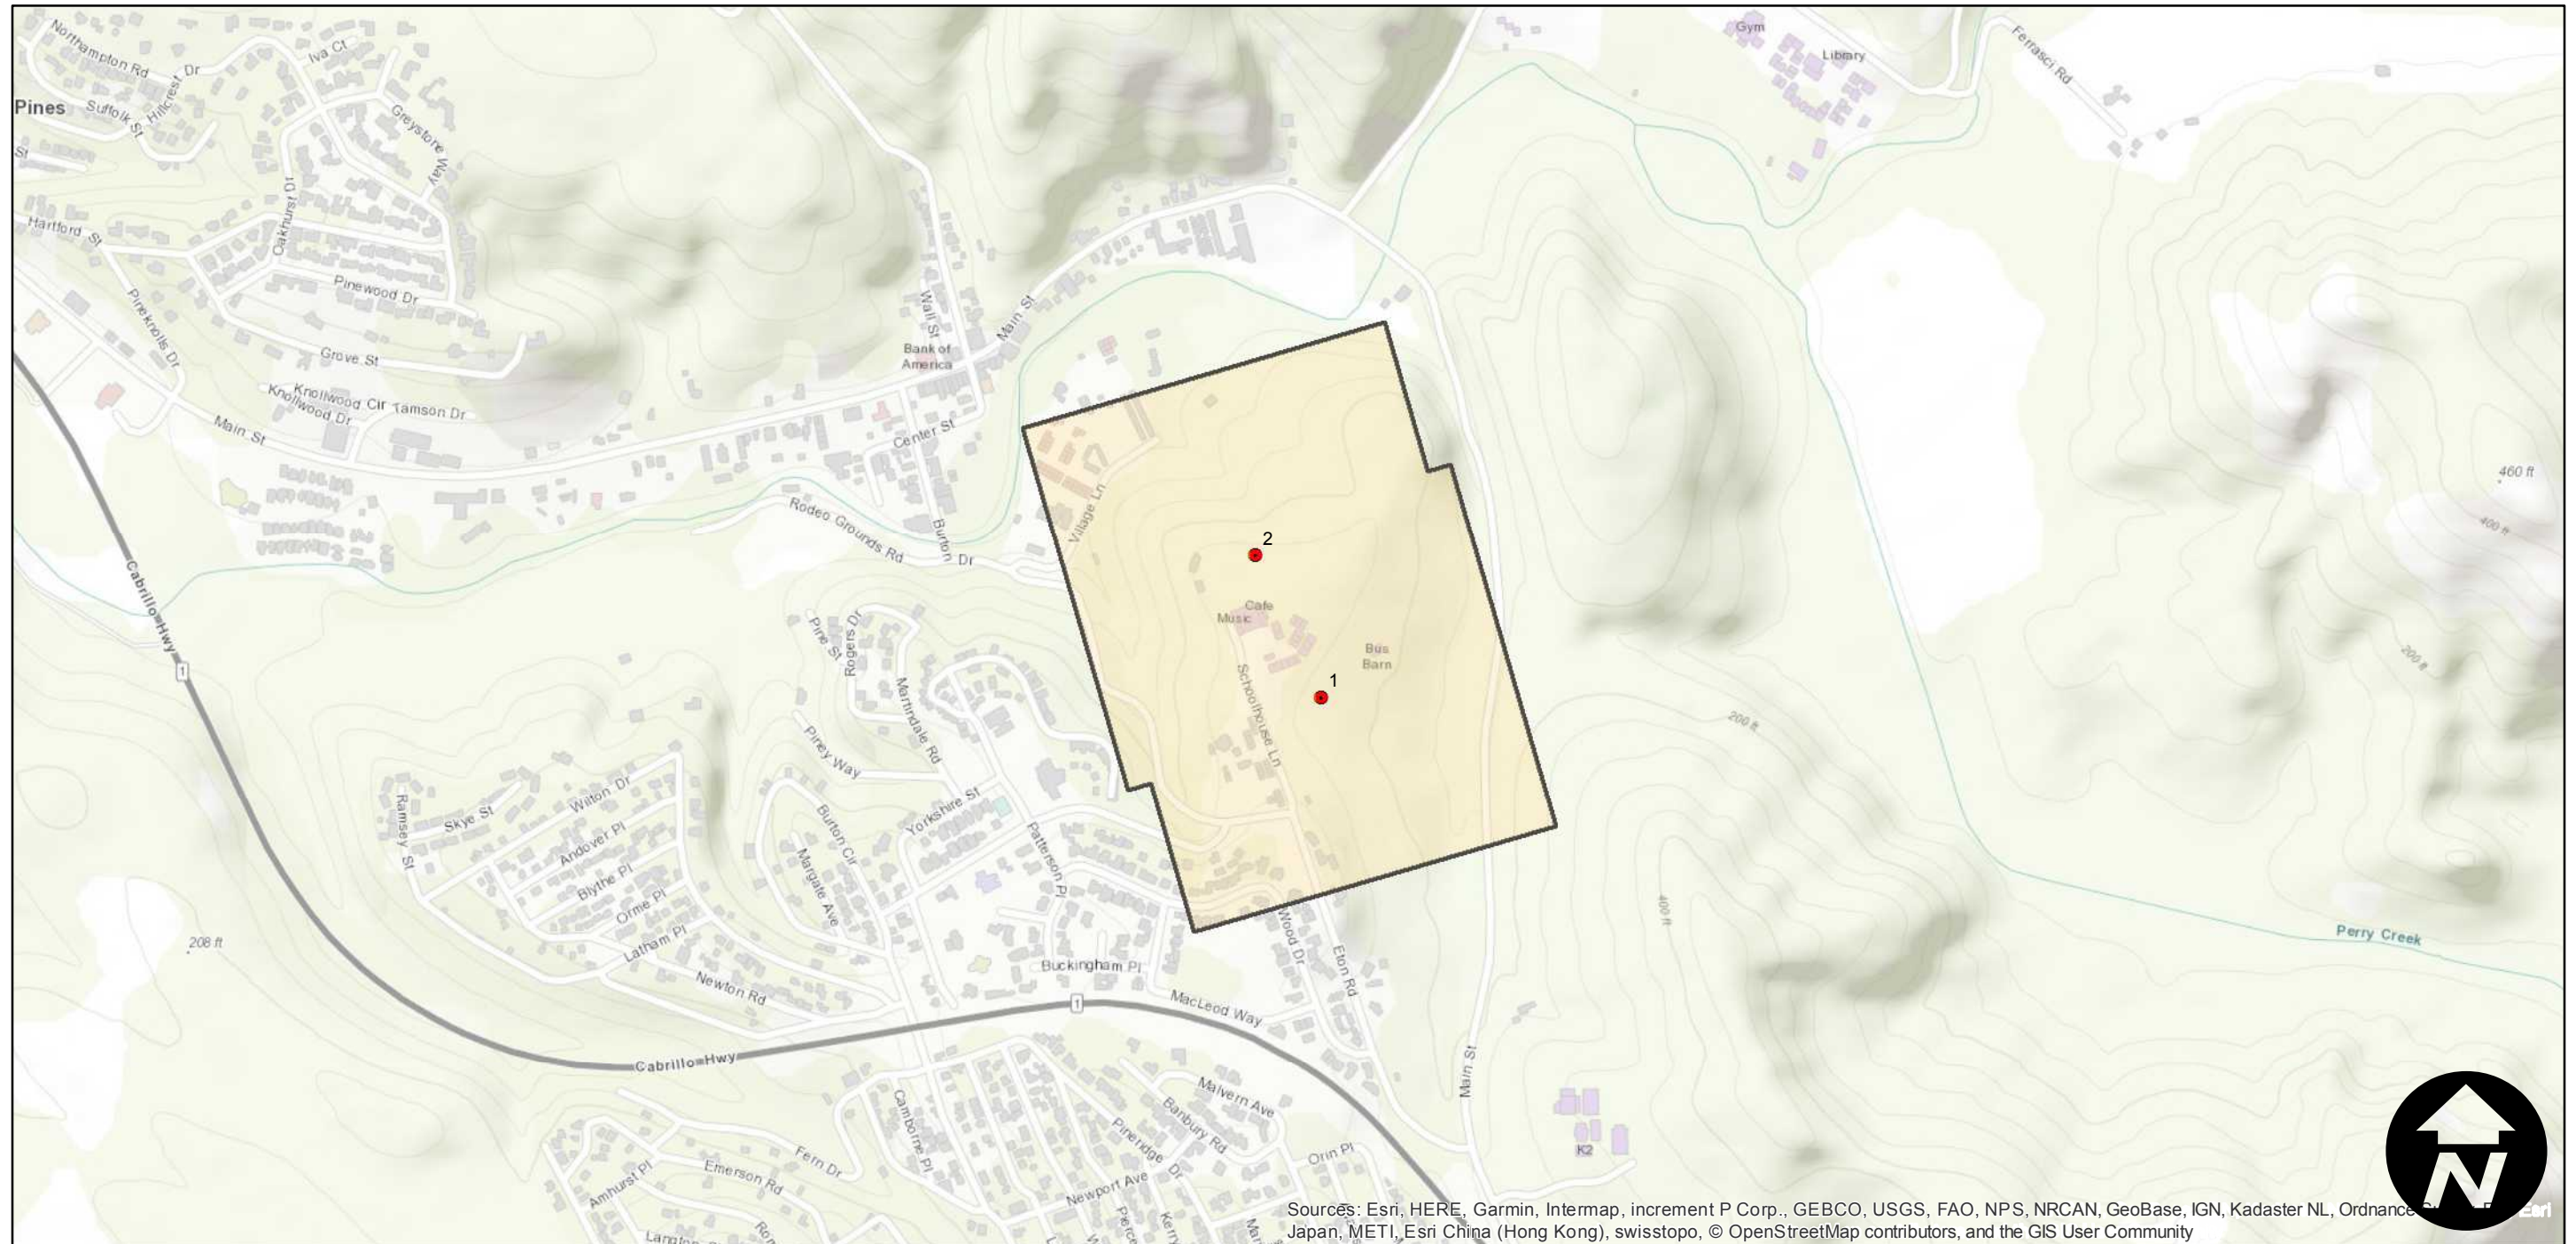 Northampton Rd
Iva Ct
Hillcrest Dr
Pines
Suffolk St
Greystone Way
St
Oakhurst Dr
Hartford St
Pinewood Dr
Pineknolls Dr
Grove St
Knollwood Cir
Tamson Dr
Knollwood Dr
Main St
Wall St
Main St
Bank of
America
Center St
Burton Dr
Rodeo Grounds Rd
Village Ln
Gym
Library
Ferrasci Rd
460 ft
400 ft
200 ft
2
Cafe
Music
Bus
Barn
1
Schoolhouse Ln
Cabrillo Hwy
1
Pine St
Rogers Dr
Martindale Rd
Piney Way
Yorkshire St
Burton Cir
Margate Ave
Patterson Pl
Ramsey St
Skye St
Wilton Dr
Andover Pl
Blythe Pl
Orme Pl
Latham Pl
Newton Rd
208 ft
200 ft
400 ft
Perry Creek
Buckingham Pl
Wood Dr
Eton Rd
MacLeod Way
1
Cabrillo Hwy
Main St
Malvern Ave
Banbury Rd
Pineridge Dr
Orin Pl
Camborne Pl
Fern Dr
Emerson Rd
Amhurst Pl
Newport Ave
Pierce
Kerry
K2
N
Sources: Esri, HERE, Garmin, Intermap, increment P Corp., GEBCO, USGS, FAO, NPS, NRCAN, GeoBase, IGN, Kadaster NL, Ordnance
Esri
Japan, METI, Esri China (Hong Kong), swisstopo, © OpenStreetMap contributors, and the GIS User Community